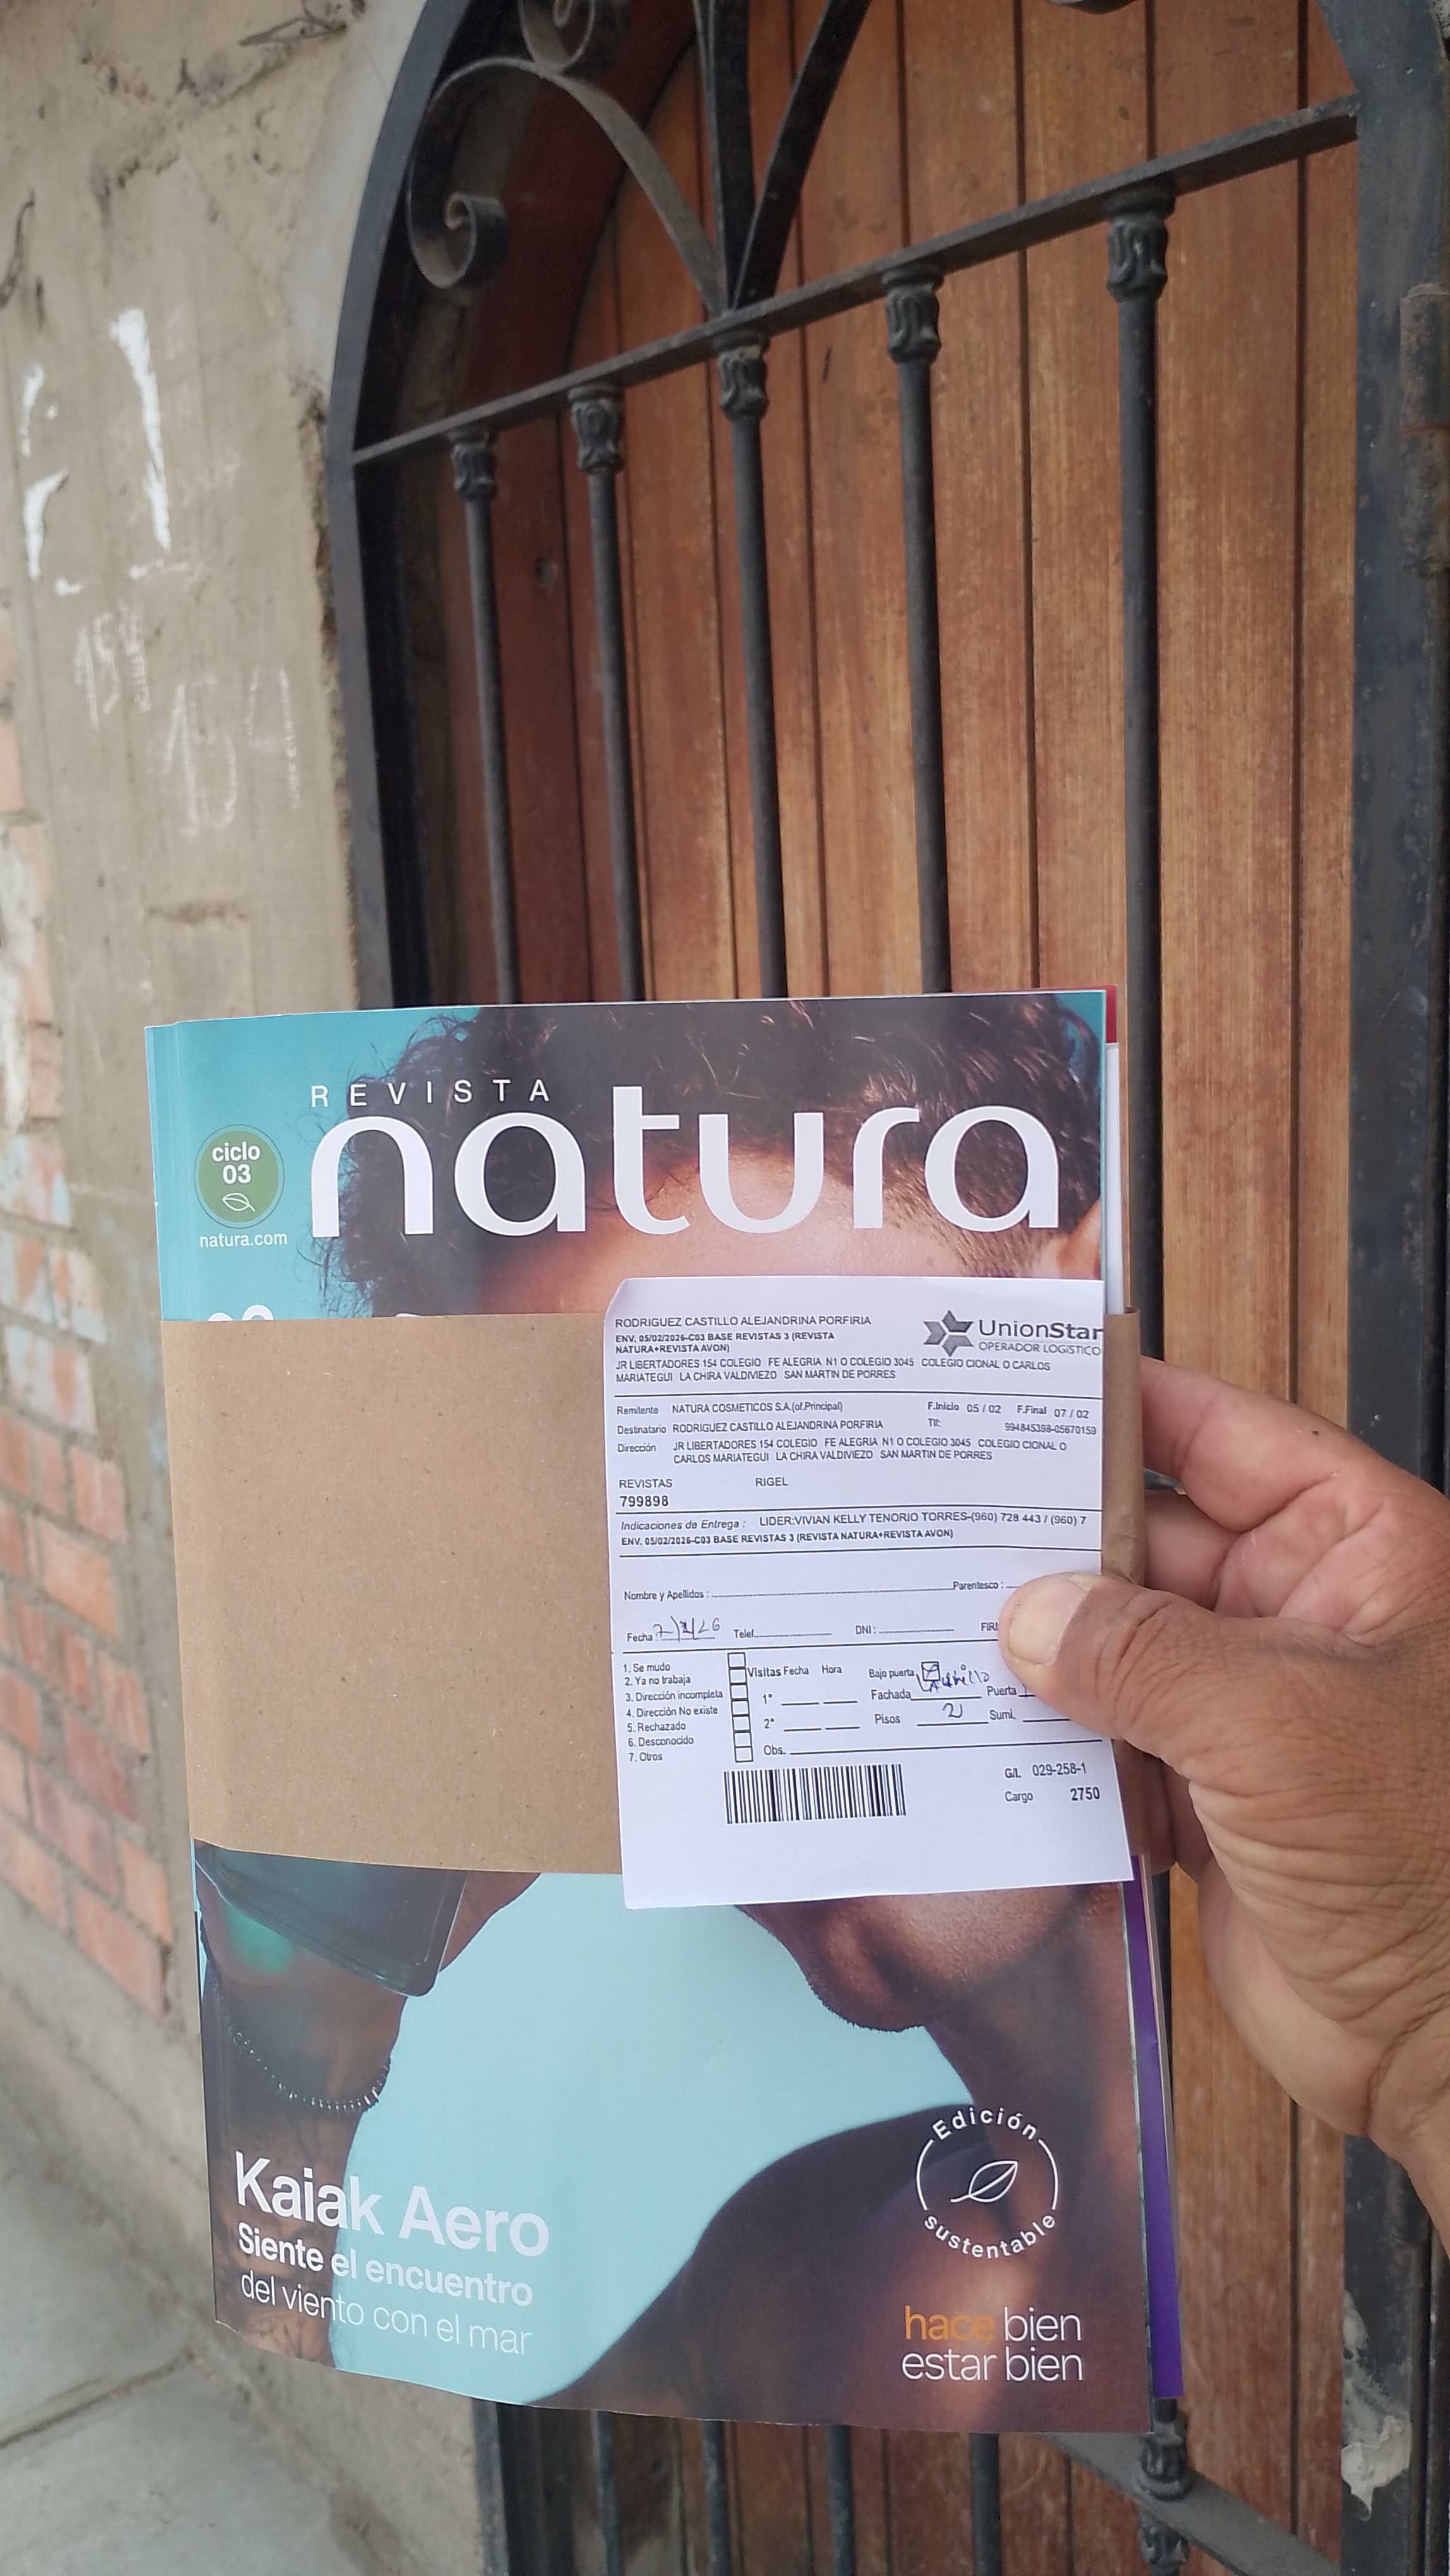 154
154
REVISTA
natura
ciclo
03
natura.com
RODRIGUEZ CASTILLO ALEJANDRINA PORFIRIA
ENV. 05/02/2026-C03 BASE REVISTAS 3 (REVISTA
NATURA+REVISTA AVON)
UnionStar
OPERADOR LOGISTICO
JR LIBERTADORES 154 COLEGIO FE ALEGRIA N1 O COLEGIO 3045 COLEGIO CIONAL O CARLOS
MARIATEGUI LA CHIRA VALDIVIEZO SAN MARTIN DE PORRES
Remitente NATURA COSMETICOS S.A.(of.Principal) F.Inicio 05 / 02 F.Final 07 / 02
Destinatario RODRIGUEZ CASTILLO ALEJANDRINA PORFIRIA Tlf: 994845398-05670159
Dirección JR LIBERTADORES 154 COLEGIO FE ALEGRIA N1 O COLEGIO 3045 COLEGIO CIONAL O
CARLOS MARIATEGUI LA CHIRA VALDIVIEZO SAN MARTIN DE PORRES
REVISTAS RIGEL
799898
Indicaciones de Entrega : LIDER:VIVIAN KELLY TENORIO TORRES-(960) 728 443 / (960) 7
ENV. 05/02/2026-C03 BASE REVISTAS 3 (REVISTA NATURA+REVISTA AVON)
Nombre y Apellidos : Parentesco :
Fecha: Telef. DNI : FIR
1. Se mudo
2. Ya no trabaja
3. Dirección incompleta
4. Dirección No existe
5. Rechazado
6. Desconocido
7. Otros
Visitas Fecha Hora
1°
2°
Obs.
Bajo puerta
Fachada Puerta
Pisos 2 Sumi.
G/L 029-258-1
Cargo 2750
Kaiak Aero
Siente el encuentro
del viento con el mar
Edición
sustentable
hace bien
estar bien